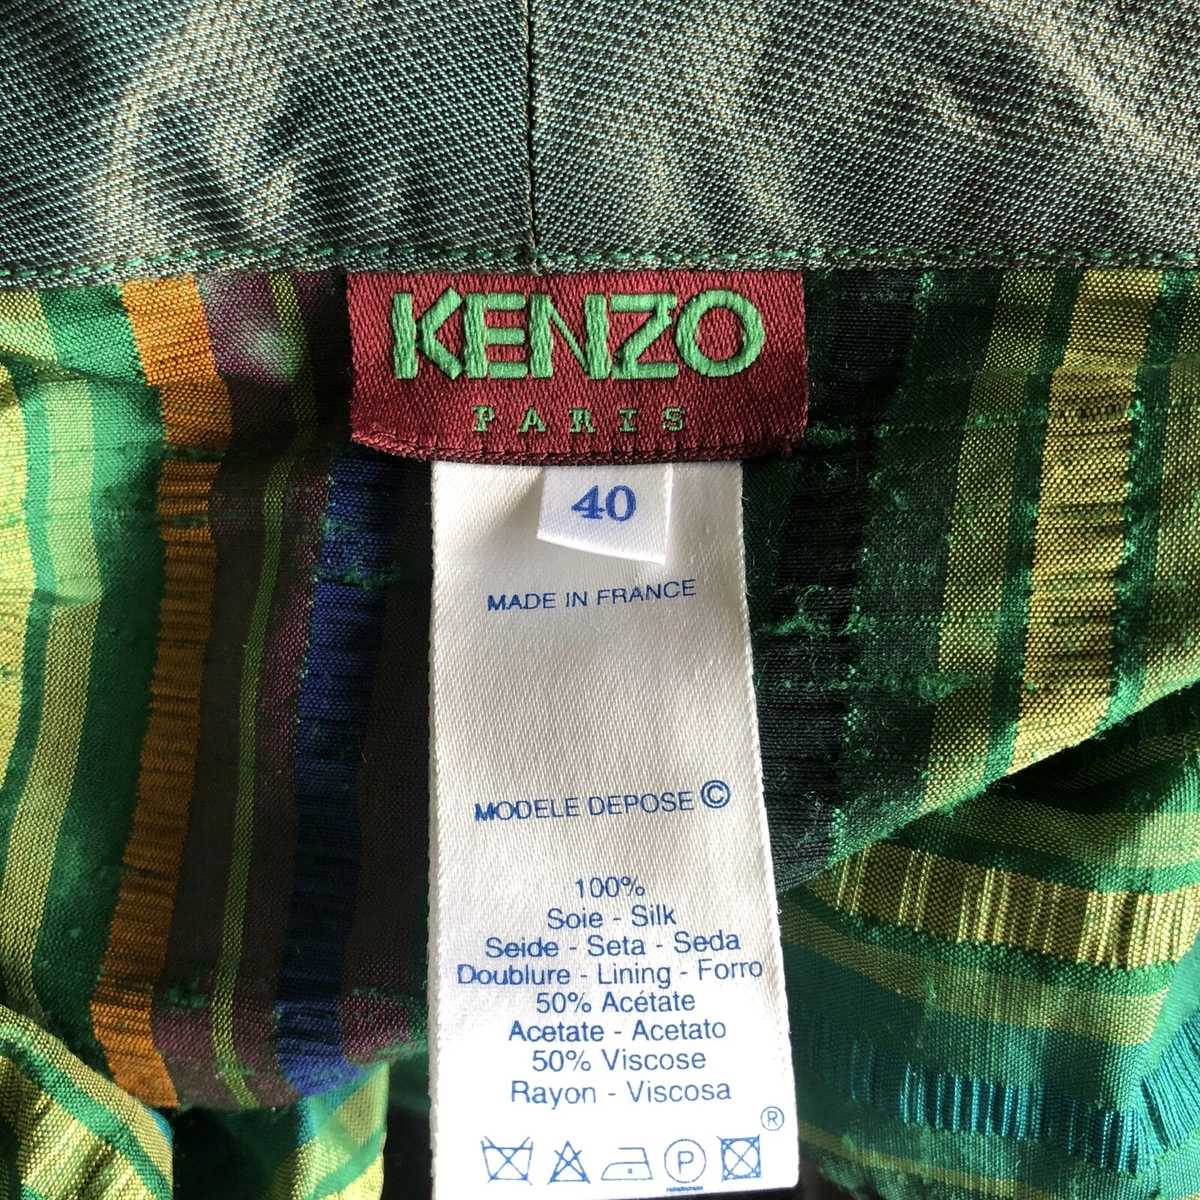 KENZO
PARIS
40
MADE IN FRANCE
MODELE DEPOSE ©
100%
Soie - Silk
Seide - Seta - Seda
Doublure - Lining - Forro
50% Acétate
Acetate - Acetato
50% Viscose
Rayon - Viscosa
®
P